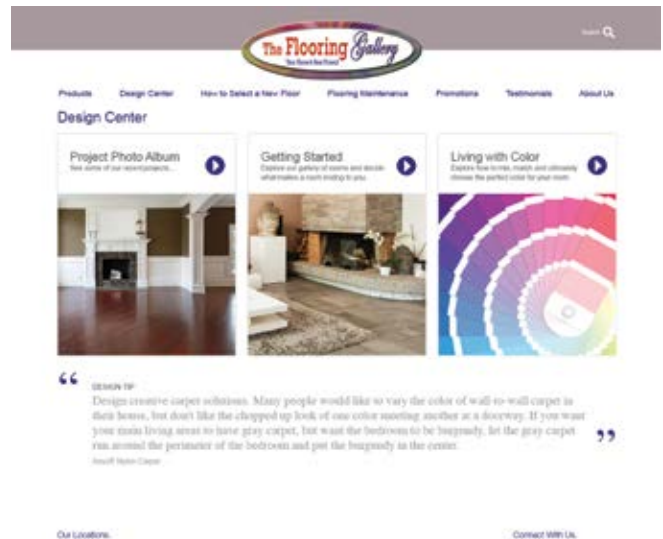 Search
The Flooring Gallery
Products Design Center How to Select a New Floor Flooring Maintenance Promotions Testimonials About Us
Design Center
Project Photo Album
See some of our recent projects...
Getting Started
Explore our gallery of rooms and decide
what makes a room inviting to you.
Living with Color
Explore how to mix, match and ultimately
choose the perfect color for your room.
“ DESIGN TIP
Design creative carpet solutions. Many people would like to vary the color of wall-to-wall carpet in
their house, but don't like the chopped up look of one color meeting another at a doorway. If you want
your main living areas to have gray carpet, but want the bedroom to be burgundy, let the gray carpet
run around the perimeter of the bedroom and put the burgundy in the center. ”
Nylon Carpet
Our Locations.
Connect With Us.